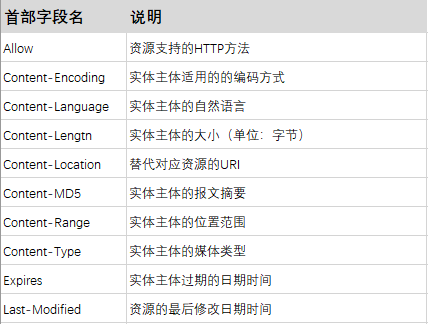 首部字段名 说明
Allow 资源支持的HTTP方法
Content-Encoding 实体主体适用的的编码方式
Content-Language 实体主体的自然语言
Content-Lengtn 实体主体的大小（单位：字节）
Content-Location 替代对应资源的URI
Content-MD5 实体主体的报文摘要
Content-Range 实体主体的位置范围
Content-Type 实体主体的媒体类型
Expires 实体主体过期的日期时间
Last-Modified 资源的最后修改日期时间